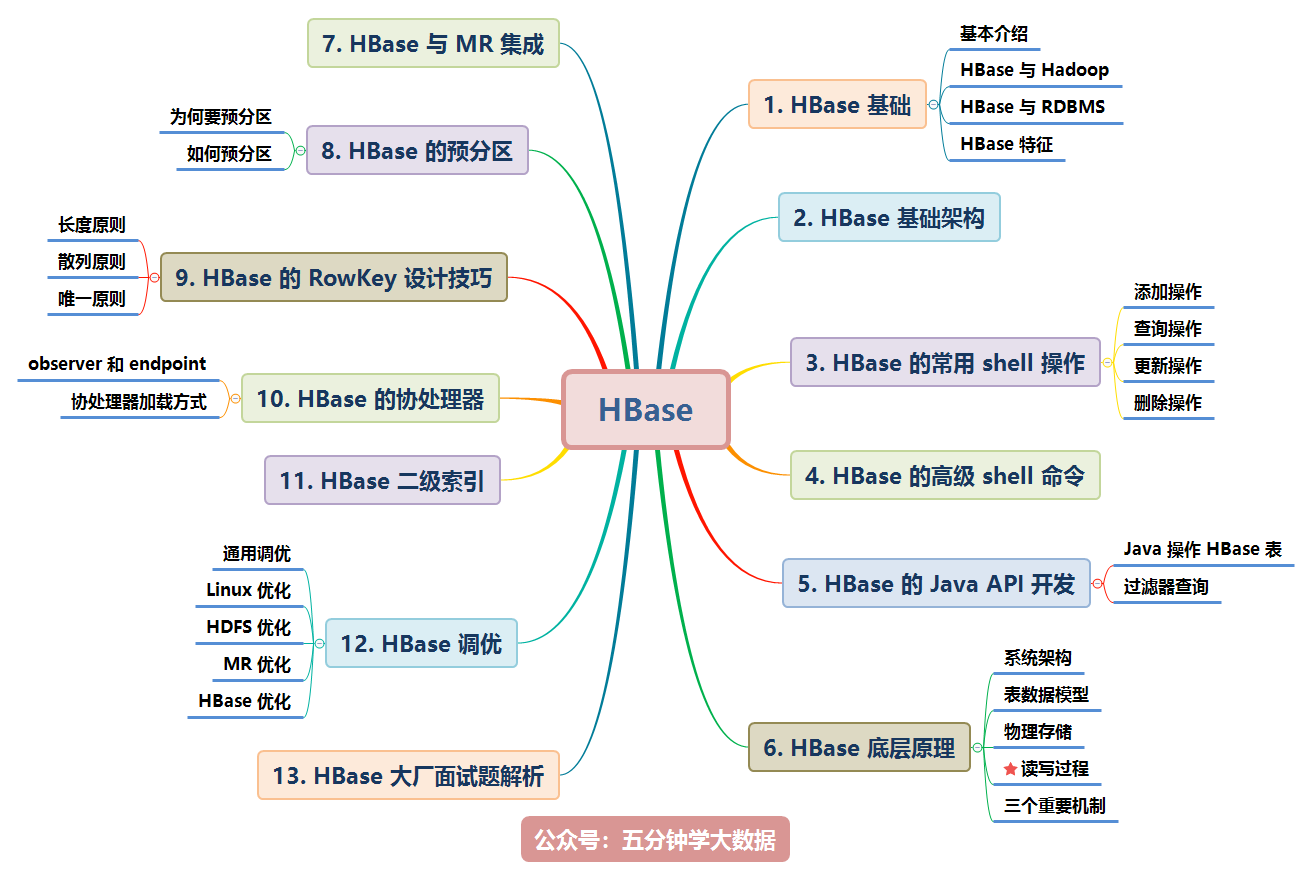 HBase
1. HBase 基础
基本介绍
HBase 与 Hadoop
HBase 与 RDBMS
HBase 特征
2. HBase 基础架构
3. HBase 的常用 shell 操作
添加操作
查询操作
更新操作
删除操作
4. HBase 的高级 shell 命令
5. HBase 的 Java API 开发
Java 操作 HBase 表
过滤器查询
6. HBase 底层原理
系统架构
表数据模型
物理存储
读写过程
三个重要机制
7. HBase 与 MR 集成
8. HBase 的预分区
为何要预分区
如何预分区
9. HBase 的 RowKey 设计技巧
长度原则
散列原则
唯一原则
10. HBase 的协处理器
observer 和 endpoint
协处理器加载方式
11. HBase 二级索引
12. HBase 调优
通用调优
Linux 优化
HDFS 优化
MR 优化
HBase 优化
13. HBase 大厂面试题解析
公众号：五分钟学大数据